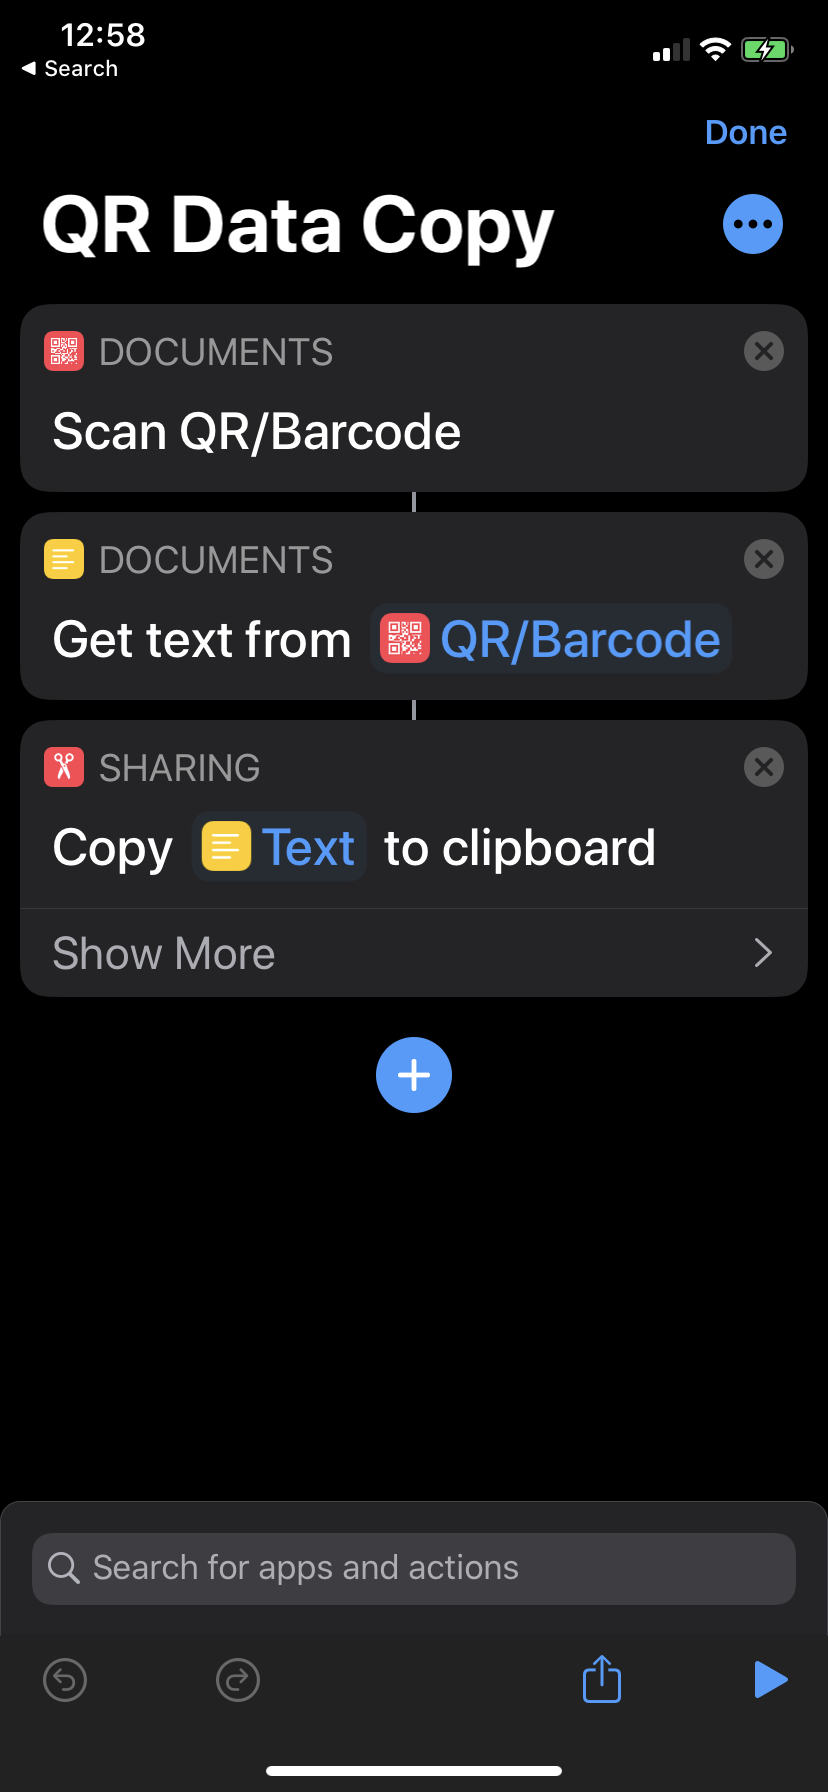 12:58
◀ Search
Done
QR Data Copy
DOCUMENTS
Scan QR/Barcode
DOCUMENTS
Get text from QR/Barcode
SHARING
Copy Text to clipboard
Show More
Search for apps and actions